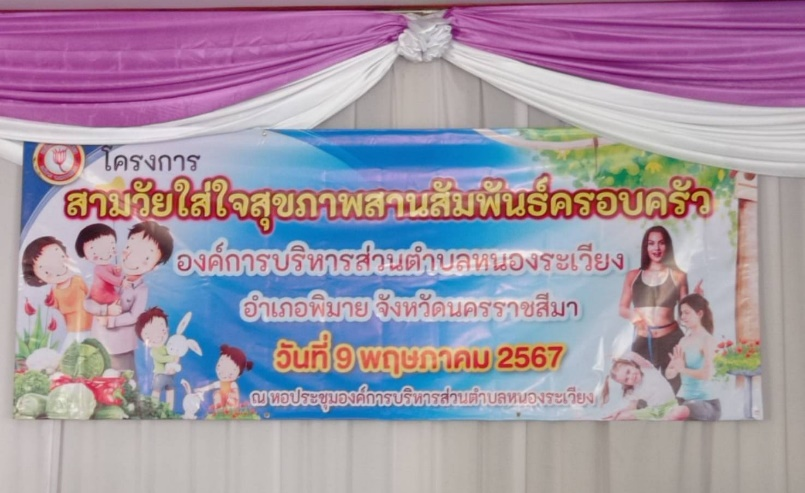 โครงการ
สามวัยใส่ใจสุขภาพสานสัมพันธ์ครอบครัว
องค์การบริหารส่วนตำบลหนองระเวียง
อำเภอพิมาย จังหวัดนครราชสีมา
วันที่ 9 พฤษภาคม 2567
ณ หอประชุมองค์การบริหารส่วนตำบลหนองระเวียง